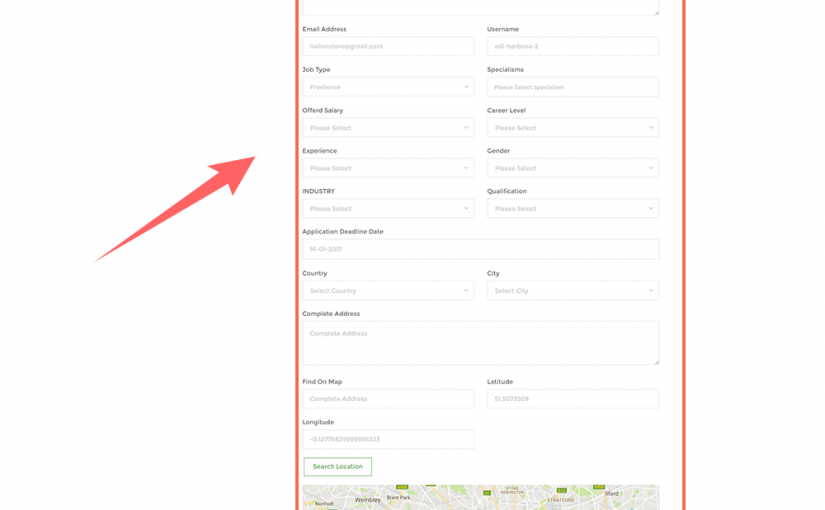 Email Address Username
nailonstore@gmail.com adi-barbosa-2
Job Type Specialisms
Freelance Please Select specialism
Offerd Salary Career Level
Please Select Please Select
Experience Gender
Please Select Please Select
INDUSTRY Qualification
Please Select Please Select
Application Deadline Date
16-01-2017
Country City
Select Country Select City
Complete Address
Complete Address
Find On Map Latitude
Complete Address 51.5073509
Longitude
-0.12775829999998223
Search Location
STOKE
NEWINGTON
Wembley Brent Park STRATFORD Ilford
Northolt